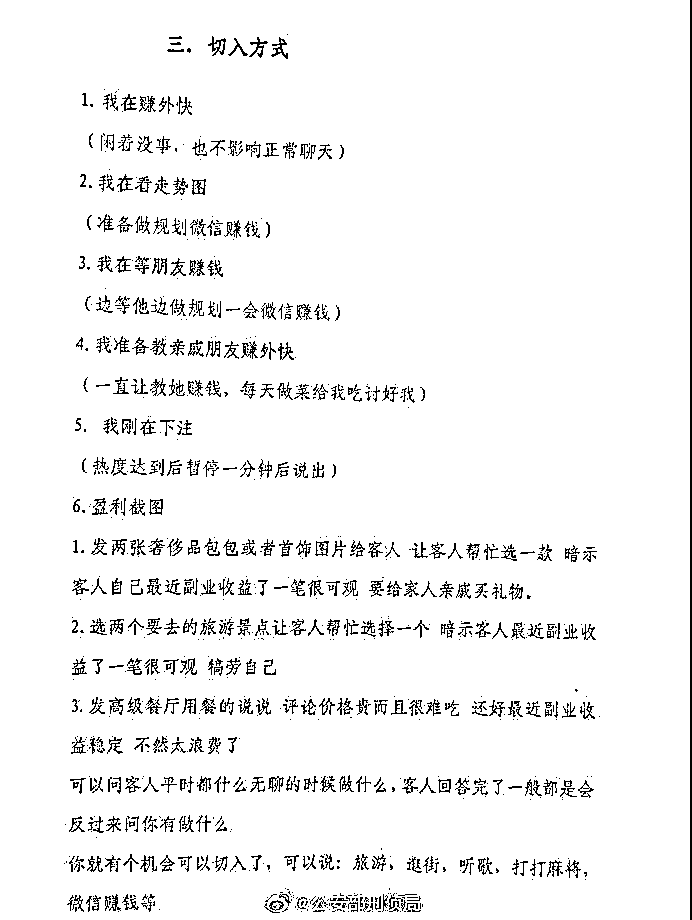 三. 切入方式
1. 我在赚外快
（闲着没事，也不影响正常聊天）
2. 我在看走势图
（准备做规划微信赚钱）
3. 我在等朋友赚钱
（边等他边做规划一会微信赚钱）
4. 我准备教亲戚朋友赚外快
（一直让教她赚钱，每天做菜给我吃讨好我）
5. 我刚在下注
（热度达到后暂停一分钟后说出）
6. 盈利截图
1. 发两张奢侈品包包或者首饰图片给客人 让客人帮忙选一款 暗示
客人自己最近副业收益了一笔很可观 要给家人亲戚买礼物。
2. 选两个要去的旅游景点让客人帮忙选择一个 暗示客人最近副业收
益了一笔很可观 犒劳自己
3. 发高级餐厅用餐的说说 评论价格贵而且很难吃 还好最近副业收
益稳定 不然太浪费了
可以问客人平时都什么无聊的时候做什么，客人回答完了一般都是会
反过来问你有做什么
你就有个机会可以切入了，可以说：旅游，逛街，听歌，打打麻将，
微信赚钱等
@公安部刑侦局